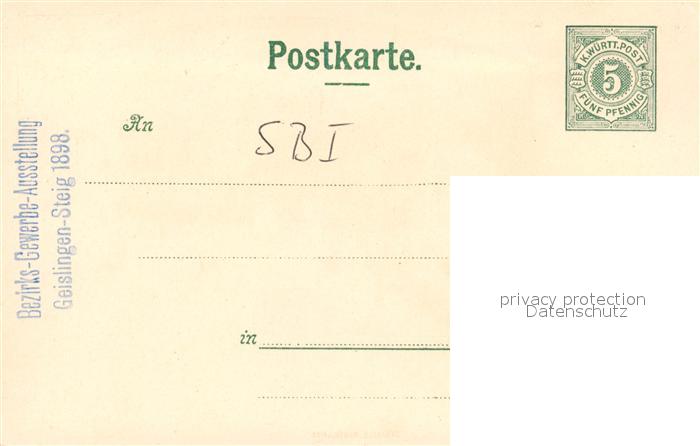 Postkarte.
K.WÜRTT.POST
5
FÜNF PFENNIG
An
SBI
Bezirks-Gewerbe-Ausstellung
Geislingen-Steig 1898.
in
privacy protection
Datenschutz